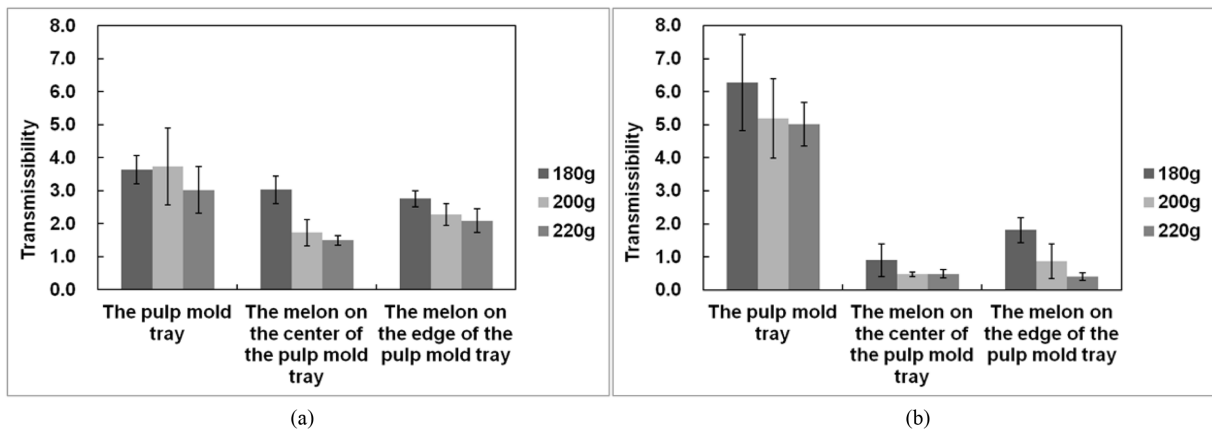 8.0
7.0
6.0
5.0
4.0
3.0
2.0
1.0
0.0
Transmissibility
180g
200g
220g
The pulp mold
tray
The melon on
the center of
the pulp mold
tray
The melon on
the edge of the
pulp mold tray
(a)
8.0
7.0
6.0
5.0
4.0
3.0
2.0
1.0
0.0
Transmissibility
180g
200g
220g
The pulp mold
tray
The melon on
the center of
the pulp mold
tray
The melon on
the edge of the
pulp mold tray
(b)